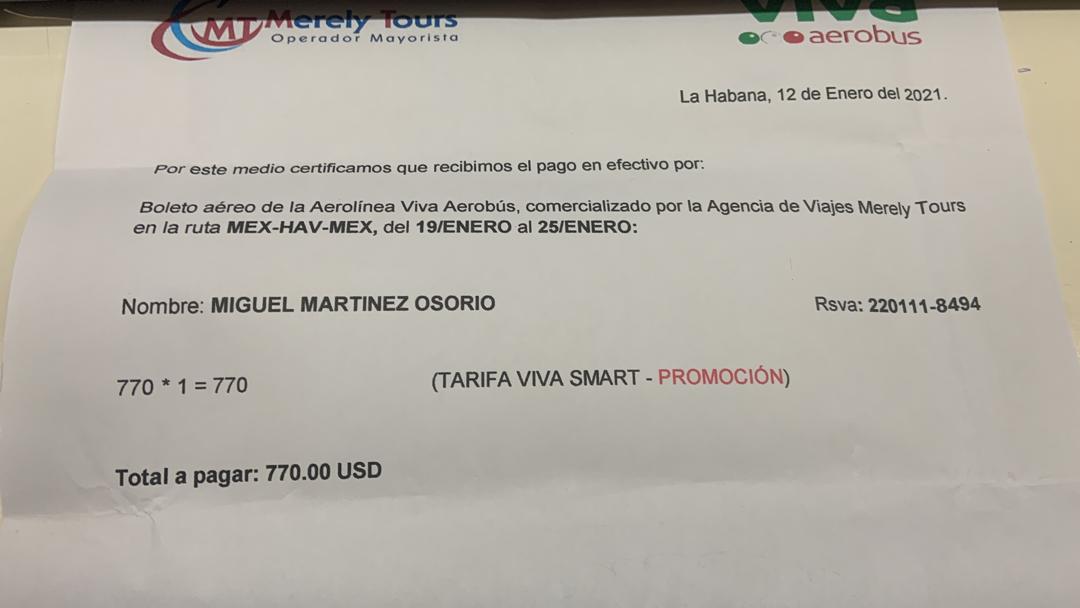 MT Merely Tours
Operador Mayorista
viva
aerobus
La Habana, 12 de Enero del 2021.
Por este medio certificamos que recibimos el pago en efectivo por:
Boleto aéreo de la Aerolínea Viva Aerobús, comercializado por la Agencia de Viajes Merely Tours
en la ruta MEX-HAV-MEX, del 19/ENERO al 25/ENERO:
Nombre: MIGUEL MARTINEZ OSORIO
Rsva: 220111-8494
770 * 1 = 770
(TARIFA VIVA SMART - PROMOCIÓN)
Total a pagar: 770.00 USD